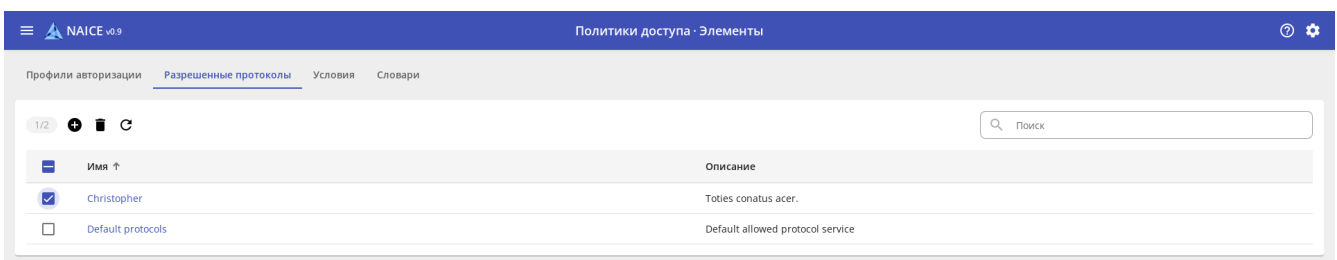 NAICE v0.9
Политики доступа · Элементы
Профили авторизации Разрешенные протоколы Условия Словари
1/2
Поиск
Имя ↑ Описание
Christopher Toties conatus acer.
Default protocols Default allowed protocol service